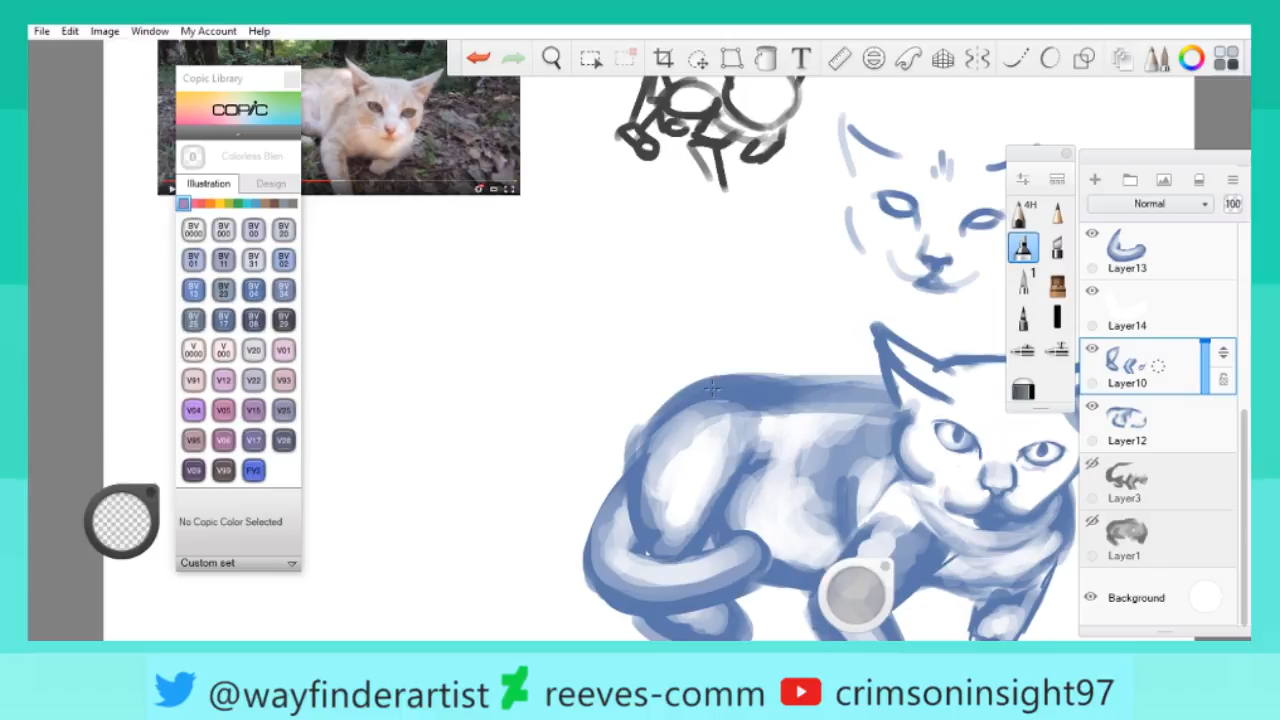 File Edit Image Window My Account Help
Copic Library
COPIC
0 Colorless Blen
Illustration Design
BV 0000 BV 000 BV 00 BV 20
BV 01 BV 11 BV 31 BV 02
BV 13 BV 23 BV 04 BV 34
BV 25 BV 17 BV 08 BV 29
V 0000 V 000 V20 V01
V91 V12 V22 V93
V04 V05 V15 V25
V95 V06 V17 V28
V09 V99 FV2
No Copic Color Selected
Custom set
T
4H
1
Normal 100
Layer13
Layer14
Layer10
Layer12
Layer3
Layer1
Background
@wayfinderartist reeves-comm crimsoninsight97